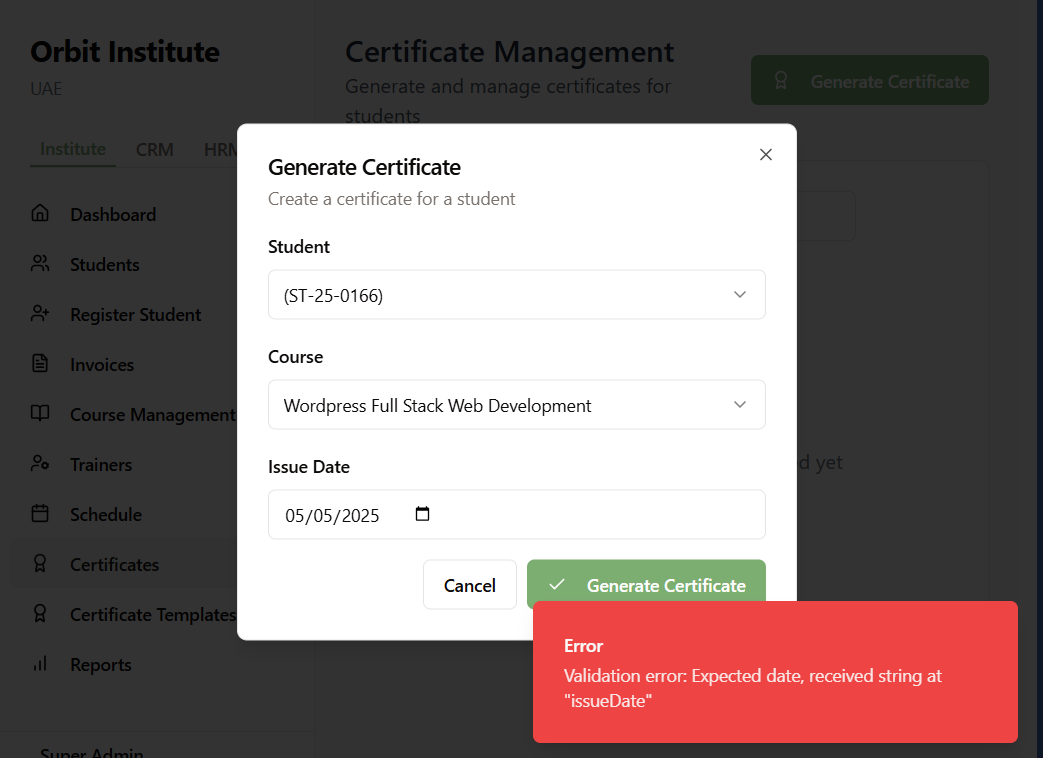 Orbit Institute
UAE
Institute CRM HRM
Dashboard
Students
Register Student
Invoices
Course Management
Trainers
Schedule
Certificates
Certificate Templates
Reports
Super Admin
Certificate Management
Generate and manage certificates for
students
Generate Certificate
Generate Certificate
Create a certificate for a student
Student
(ST-25-0166)
Course
Wordpress Full Stack Web Development
Issue Date
05/05/2025
Cancel
Generate Certificate
yet
Error
Validation error: Expected date, received string at
"issueDate"